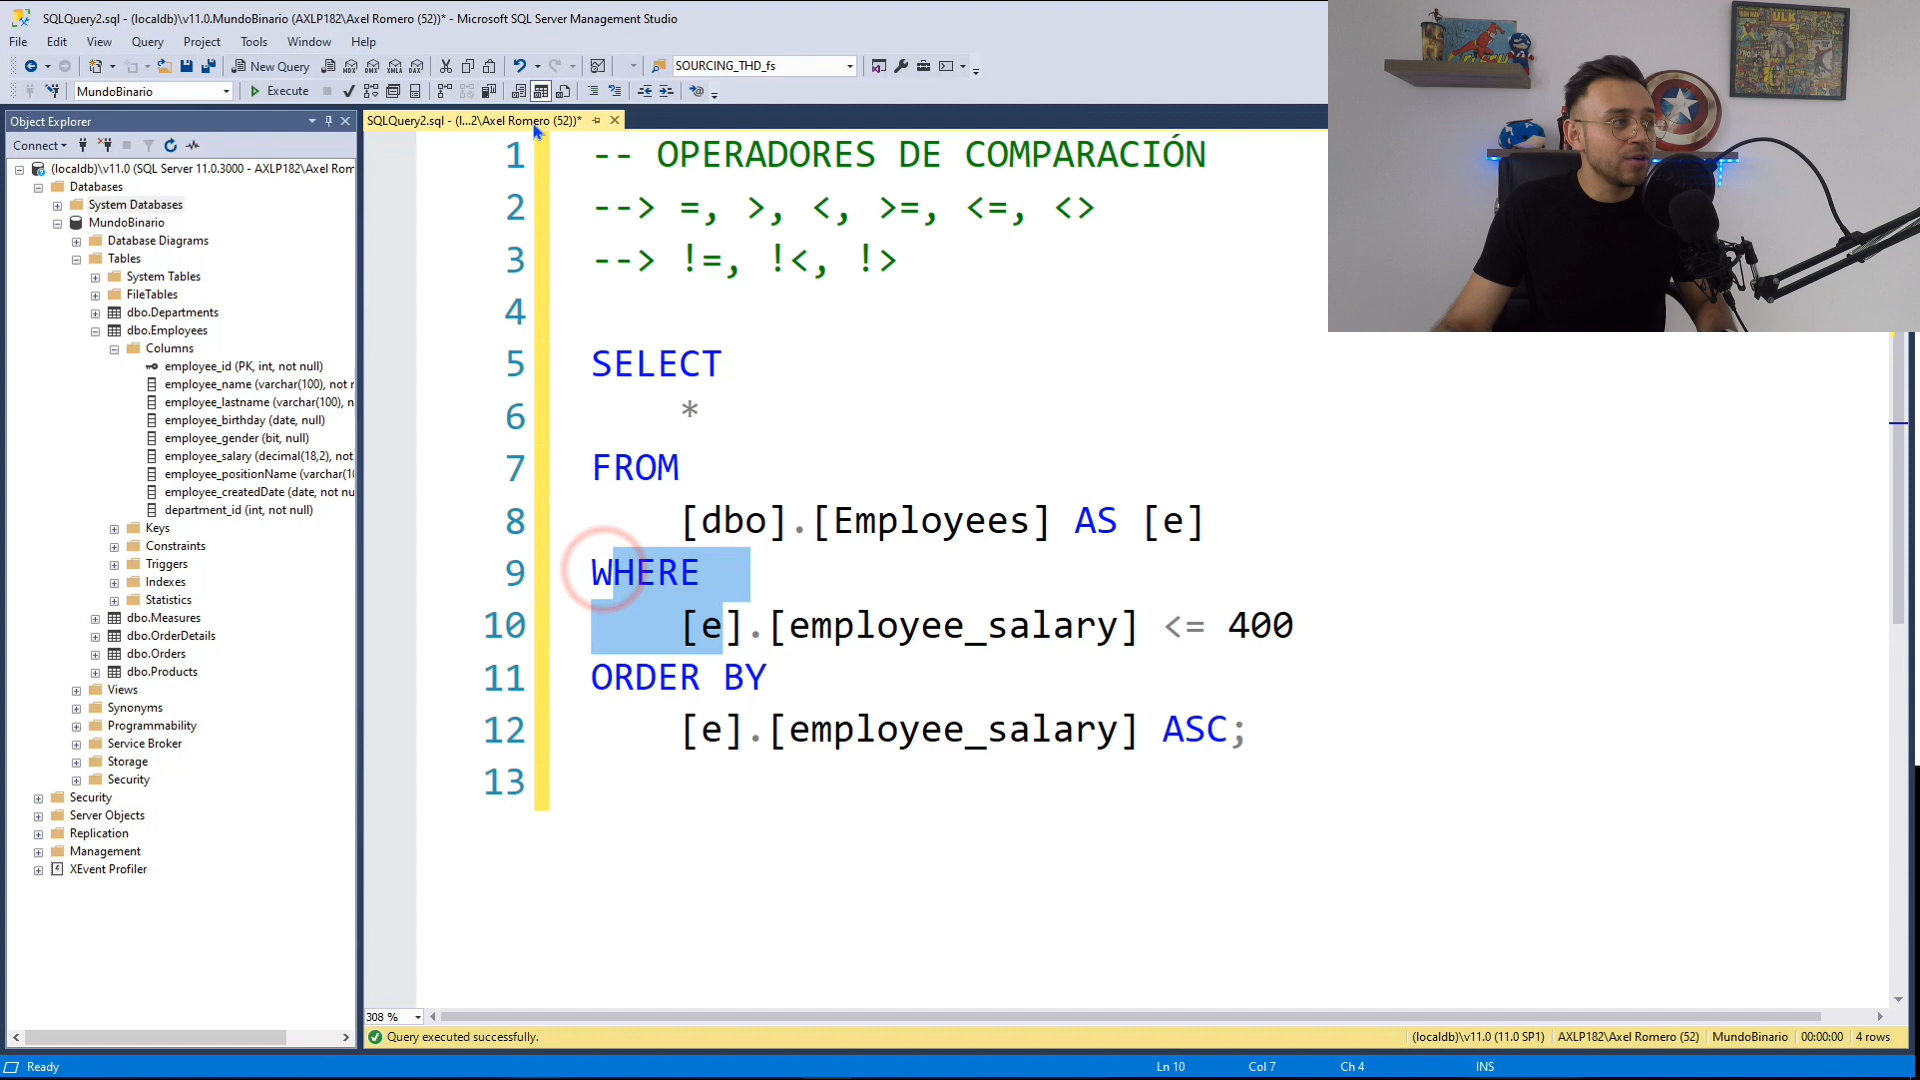 SQLQuery2.sql - (localdb)\v11.0.MundoBinario (AXLP182\Axel Romero (52))* - Microsoft SQL Server Management Studio
File Edit View Query Project Tools Window Help
New Query MDX DMX XMLA DAX SOURCING_THD_fs
MundoBinario Execute
Object Explorer
SQLQuery2.sql - (l...2\Axel Romero (52))*
Connect
(localdb)\v11.0 (SQL Server 11.0.3000 - AXLP182\Axel Rom
Databases
System Databases
MundoBinario
Database Diagrams
Tables
System Tables
FileTables
dbo.Departments
dbo.Employees
Columns
employee_id (PK, int, not null)
employee_name (varchar(100), not r
employee_lastname (varchar(100), n
employee_birthday (date, null)
employee_gender (bit, null)
employee_salary (decimal(18,2), not
employee_positionName (varchar(10
employee_createdDate (date, not nu
department_id (int, not null)
Keys
Constraints
Triggers
Indexes
Statistics
dbo.Measures
dbo.OrderDetails
dbo.Orders
dbo.Products
Views
Synonyms
Programmability
Service Broker
Storage
Security
Security
Server Objects
Replication
Management
XEvent Profiler
1 -- OPERADORES DE COMPARACIÓN
2 --> =, >, <, >=, <=, <>
3 --> !=, !<, !>
4
5 SELECT
6 *
7 FROM
8 [dbo].[Employees] AS [e]
9 WHERE
10 [e].[employee_salary] <= 400
11 ORDER BY
12 [e].[employee_salary] ASC;
13
308 %
Query executed successfully. (localdb)\v11.0 (11.0 SP1) AXLP182\Axel Romero (52) MundoBinario 00:00:00 4 rows
Ready Ln 10 Col 7 Ch 4 INS